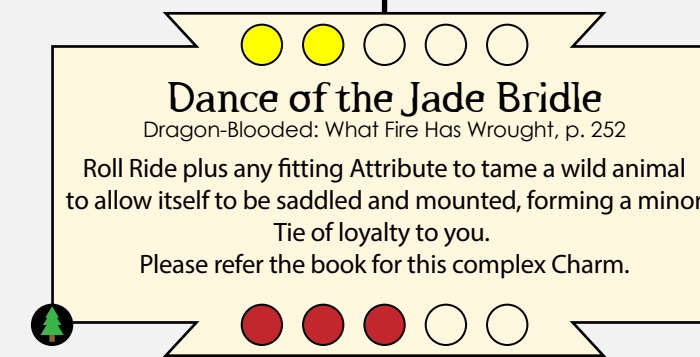 Dance of the Jade Bridle
Dragon-Blooded: What Fire Has Wrought, p. 252
Roll Ride plus any fitting Attribute to tame a wild animal
to allow itself to be saddled and mounted, forming a minor
Tie of loyalty to you.
Please refer the book for this complex Charm.